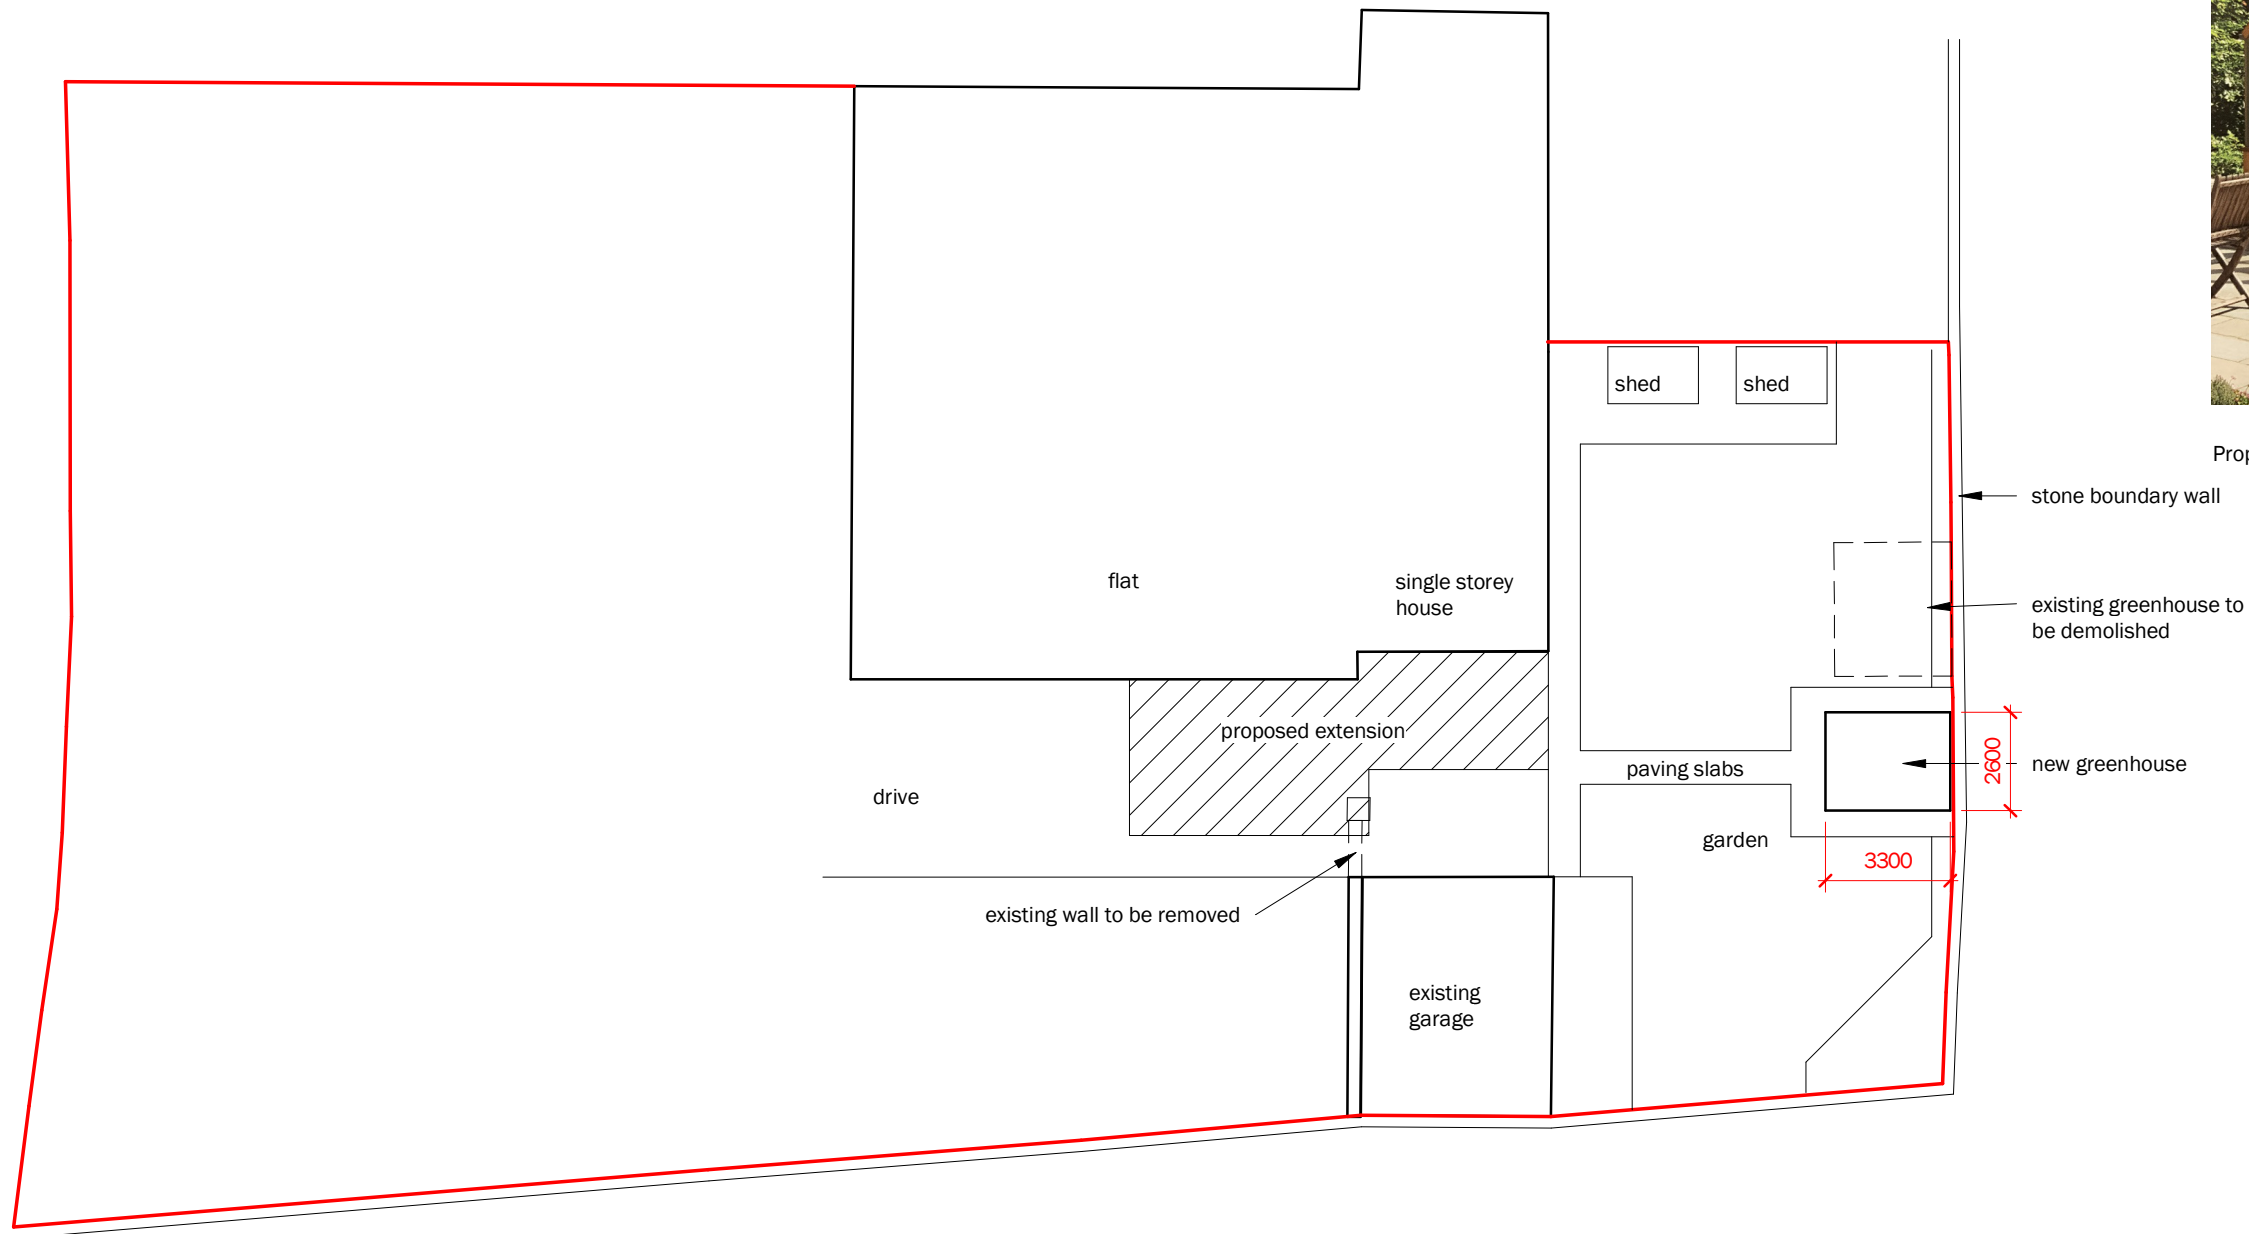 shed
shed
Prop
stone boundary wall
flat
single storey
house
existing greenhouse to
be demolished
proposed extension
2600
new greenhouse
paving slabs
drive
garden
3300
existing wall to be removed
existing
garage